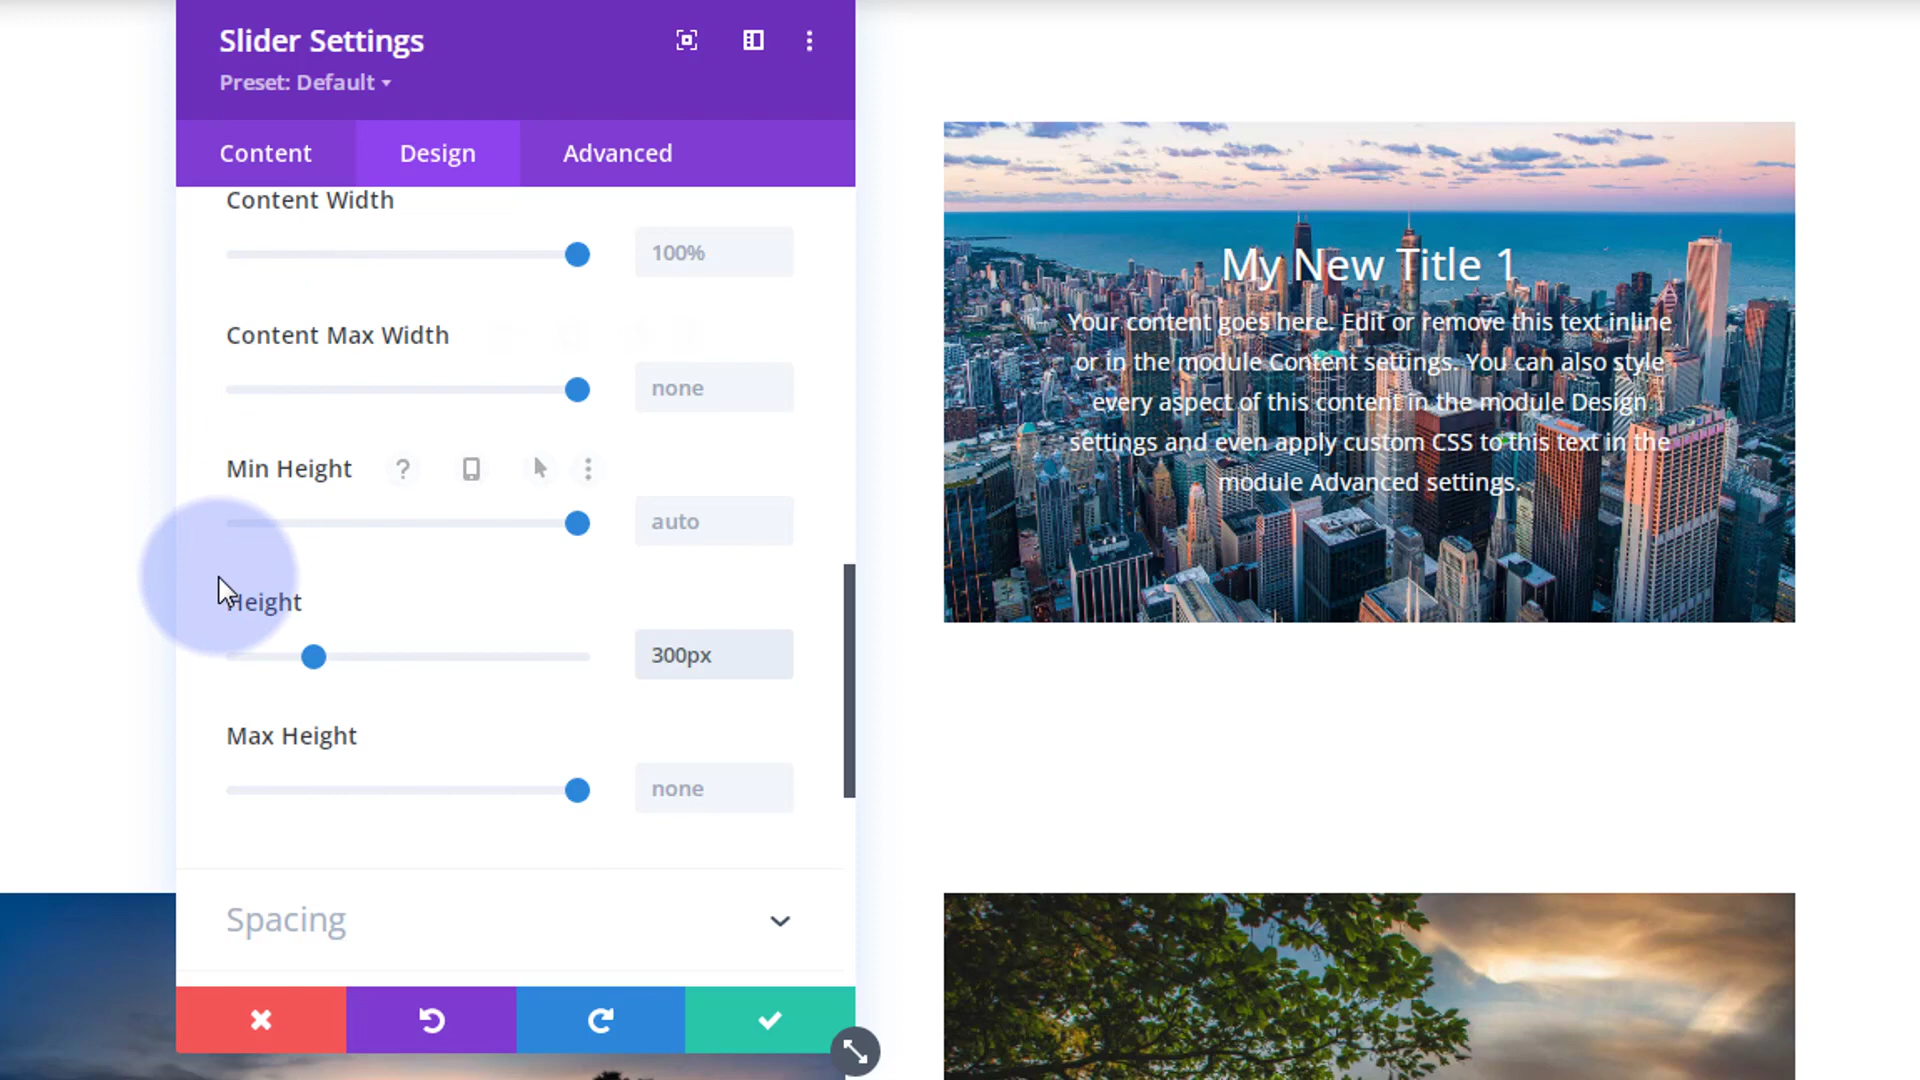 Slider Settings
Preset: Default
Content
Design
Advanced
Content Width
100%
Content Max Width
none
Min Height
?
auto
Height
300px
Max Height
none
Spacing
My New Title 1
Your content goes here. Edit or remove this text inline
or in the module Content settings. You can also style
every aspect of this content in the module Design
settings and even apply custom CSS to this text in the
module Advanced settings.